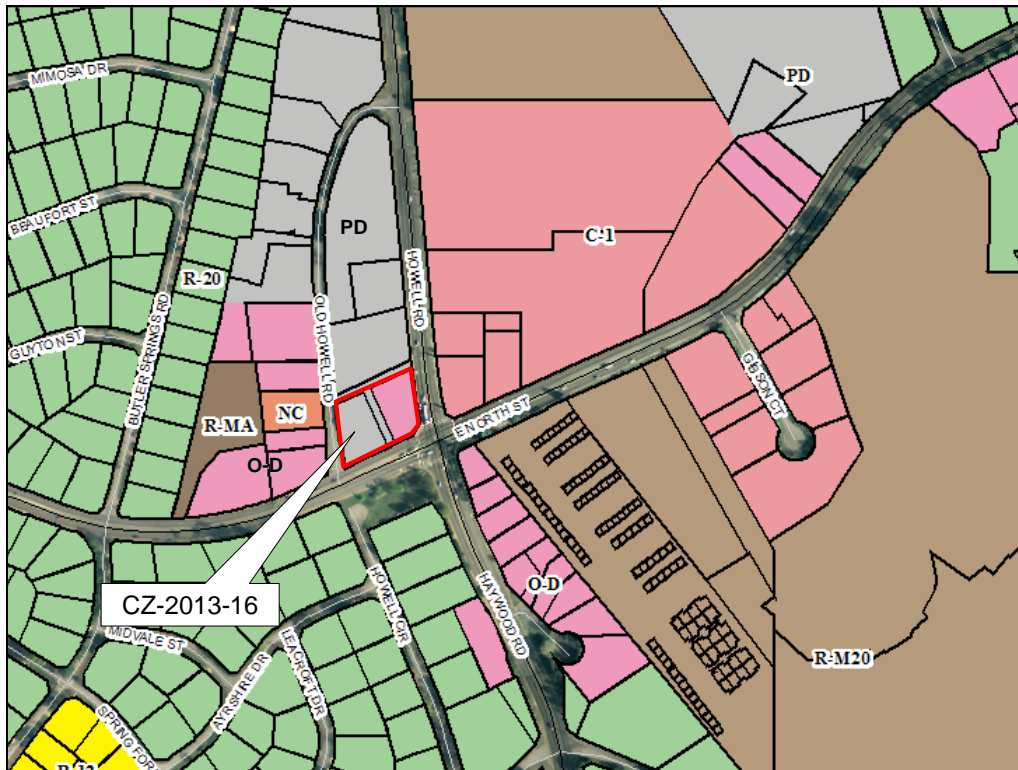 MIMOSA DR
PD
BEAUFORT ST
PD
C-1
HOWELL RD
R-20
OLD HOWELL RD
BUTLER SPRINGS RD
GUYTON ST
GIBSON CT
NC
E NORTH ST
R-MA
O-D
CZ-2013-16
O-D
HOWELL CIR
HAYWOOD RD
MIDVALE ST
LEACROFT DR
AYRSHIRE DR
R-M20
SPRING FOR
R-12